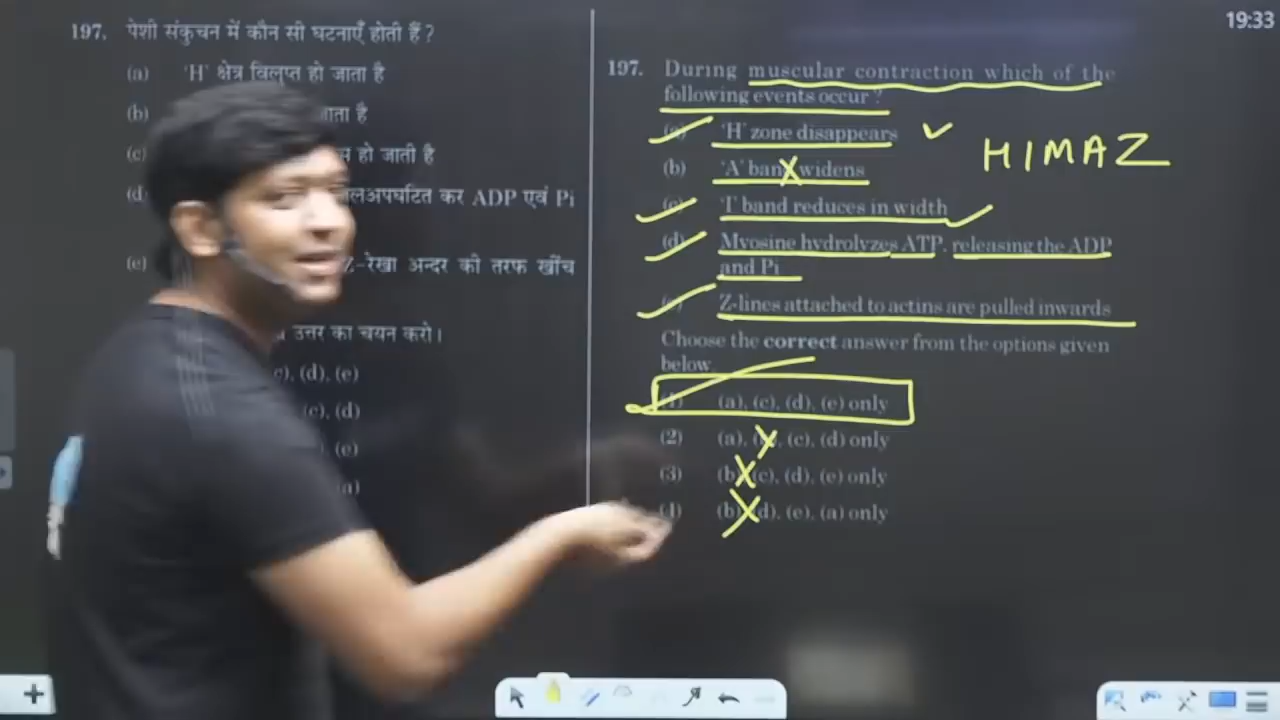 19:33
197. पेशी संकुचन में कौन सी घटनाएँ होती हैं ?
(a) 'H' क्षेत्र विलुप्त हो जाता है
(b)
(c) हो जाती है
(d) कर ADP एवं Pi
(e) Z-रेखा अन्दर की तरफ खींच
उत्तर का चयन करो।
(d), (e)
(c), (d)
(e)
197. During muscular contraction which of the
following events occur ?
(a) 'H' zone disappears
HIMAZ
(b) 'A' band widens
(c) 'I' band reduces in width
(d) Myosine hydrolyzes ATP, releasing the ADP
and Pi
(e) Z-lines attached to actins are pulled inwards
Choose the correct answer from the options given
below
(1) (a), (c), (d), (e) only
(2) (a), (b), (c), (d) only
(3) (b), (c), (d), (e) only
(4) (b), (d), (e), (a) only